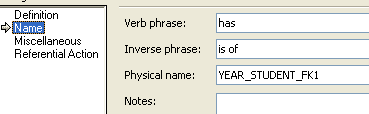 Definition
Name
Miscellaneous
Referential Action
Verb phrase: has
Inverse phrase: is of
Physical name: YEAR_STUDENT_FK1
Notes: